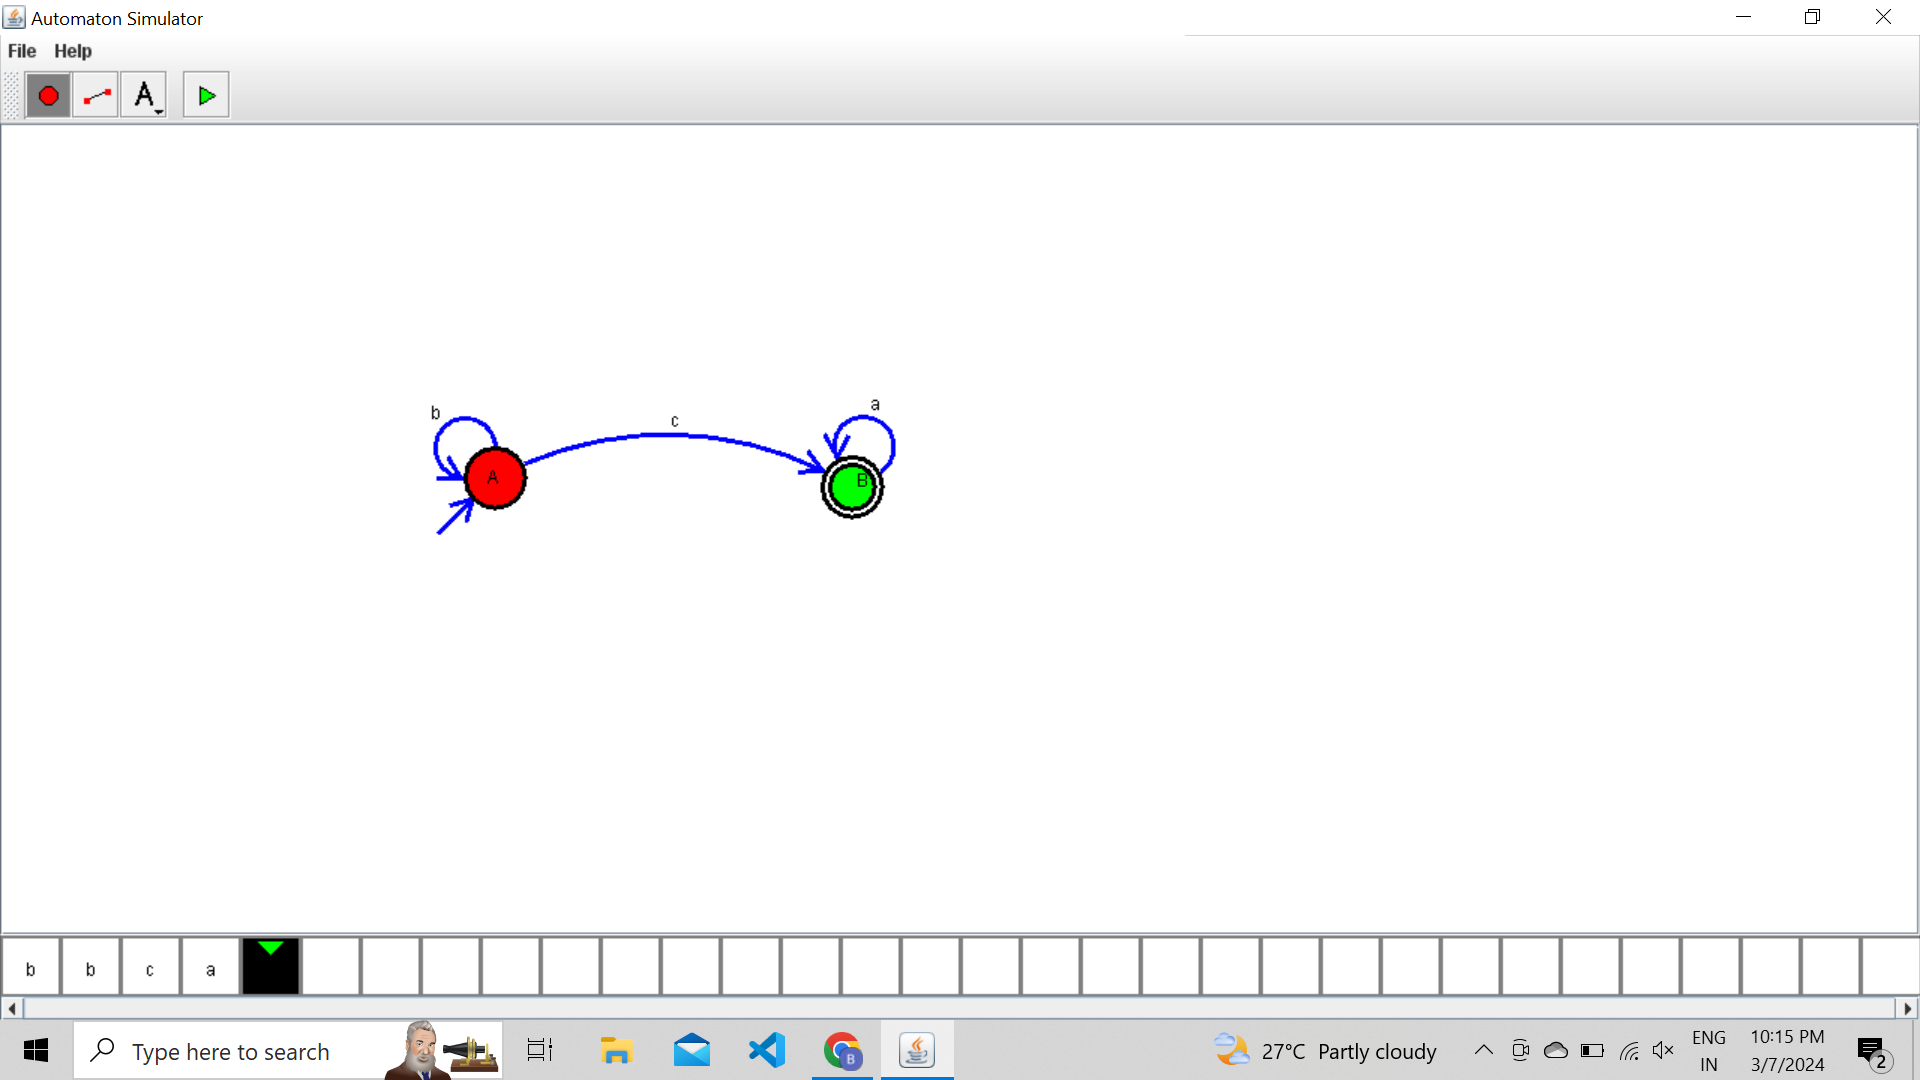 Automaton Simulator
File Help
A
b
c
a
A
B
b b c a
Type here to search
B
27°C Partly cloudy
ENG
IN
10:15 PM
3/7/2024
2